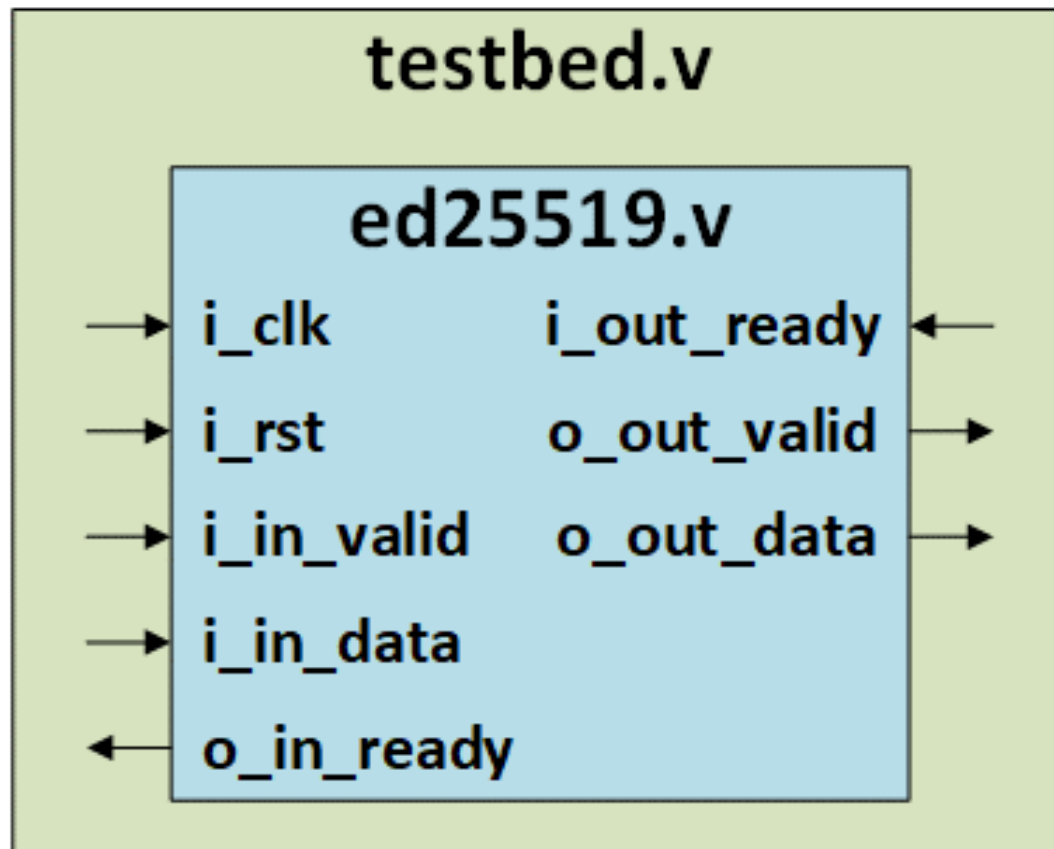 testbed.v
ed25519.v
i_clk i_out_ready
i_rst o_out_valid
i_in_valid o_out_data
i_in_data
o_in_ready